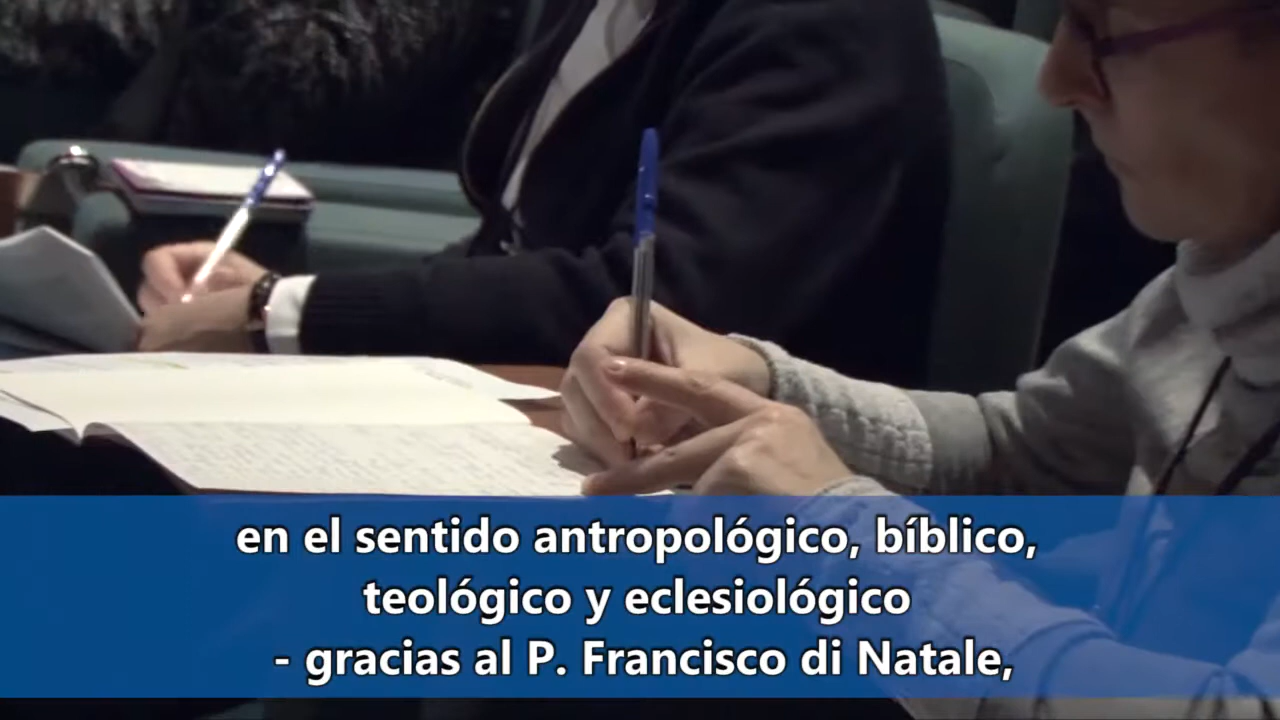 en el sentido antropológico, bíblico,
teológico y eclesiológico
- gracias al P. Francisco di Natale,